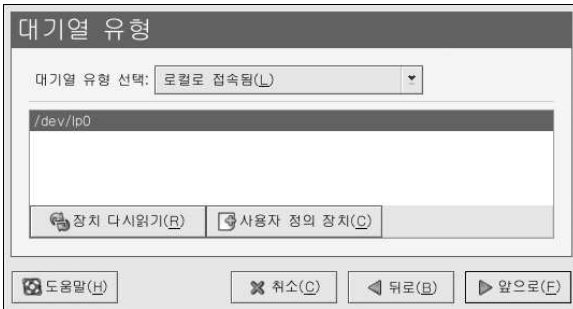 대기열 유형
대기열 유형 선택: 로컬로 접속됨(L)
/dev/lp0
장치 다시읽기(R) 사용자 정의 장치(C)
도움말(H) 취소(C) 뒤로(B) 앞으로(F)